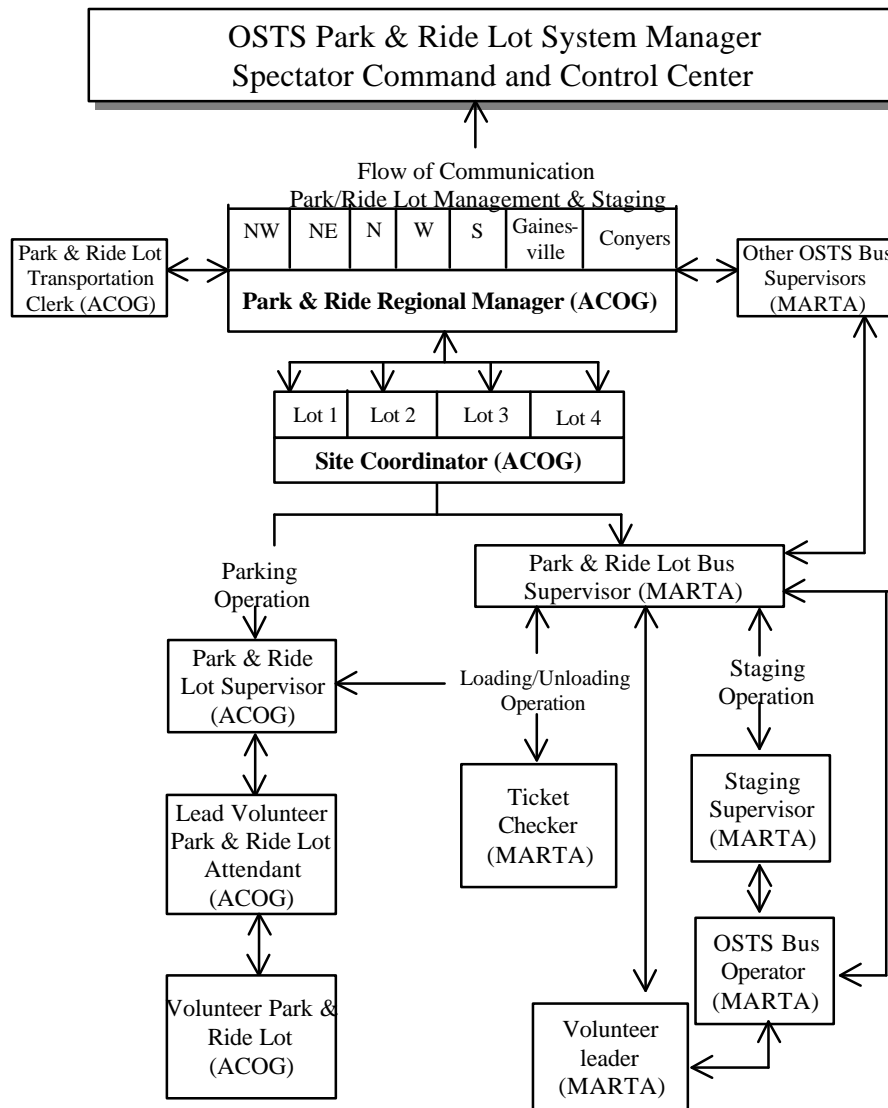 OSTS Park & Ride Lot System Manager
Spectator Command and Control Center
Flow of Communication
Park/Ride Lot Management & Staging
NW
NE
N
W
S
Gaines-
ville
Conyers
Park & Ride Lot
Transportation
Clerk (ACOG)
Park & Ride Regional Manager (ACOG)
Other OSTS Bus
Supervisors
(MARTA)
Lot 1
Lot 2
Lot 3
Lot 4
Site Coordinator (ACOG)
Parking
Operation
Park & Ride Lot Bus
Supervisor (MARTA)
Park & Ride
Lot Supervisor
(ACOG)
Loading/Unloading
Operation
Staging
Operation
Lead Volunteer
Park & Ride Lot
Attendant
(ACOG)
Ticket
Checker
(MARTA)
Staging
Supervisor
(MARTA)
Volunteer Park &
Ride Lot
(ACOG)
OSTS Bus
Operator
(MARTA)
Volunteer
leader
(MARTA)